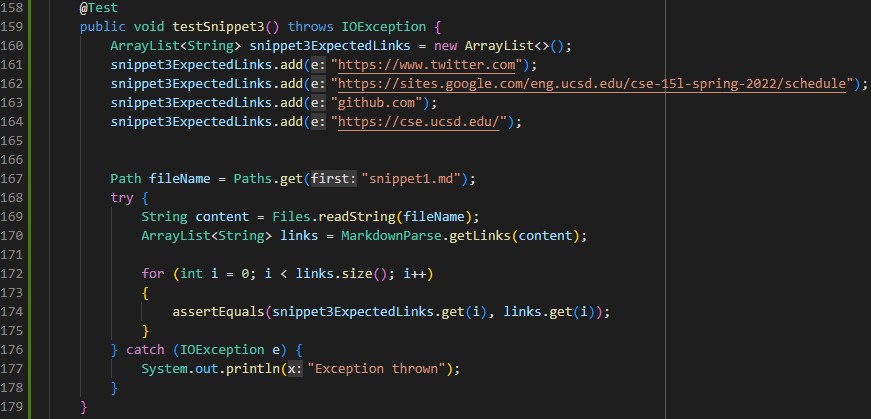 158 @Test
159 public void testSnippet3() throws IOException {
160 ArrayList<String> snippet3ExpectedLinks = new ArrayList<>();
161 snippet3ExpectedLinks.add(e: "https://www.twitter.com");
162 snippet3ExpectedLinks.add(e: "https://sites.google.com/eng.ucsd.edu/cse-15l-spring-2022/schedule");
163 snippet3ExpectedLinks.add(e: "github.com");
164 snippet3ExpectedLinks.add(e: "https://cse.ucsd.edu/");
165
166
167 Path fileName = Paths.get(first: "snippet1.md");
168 try {
169 String content = Files.readString(fileName);
170 ArrayList<String> links = MarkdownParse.getLinks(content);
171
172 for (int i = 0; i < links.size(); i++)
173 {
174 assertEquals(snippet3ExpectedLinks.get(i), links.get(i));
175 }
176 } catch (IOException e) {
177 System.out.println(x: "Exception thrown");
178 }
179 }